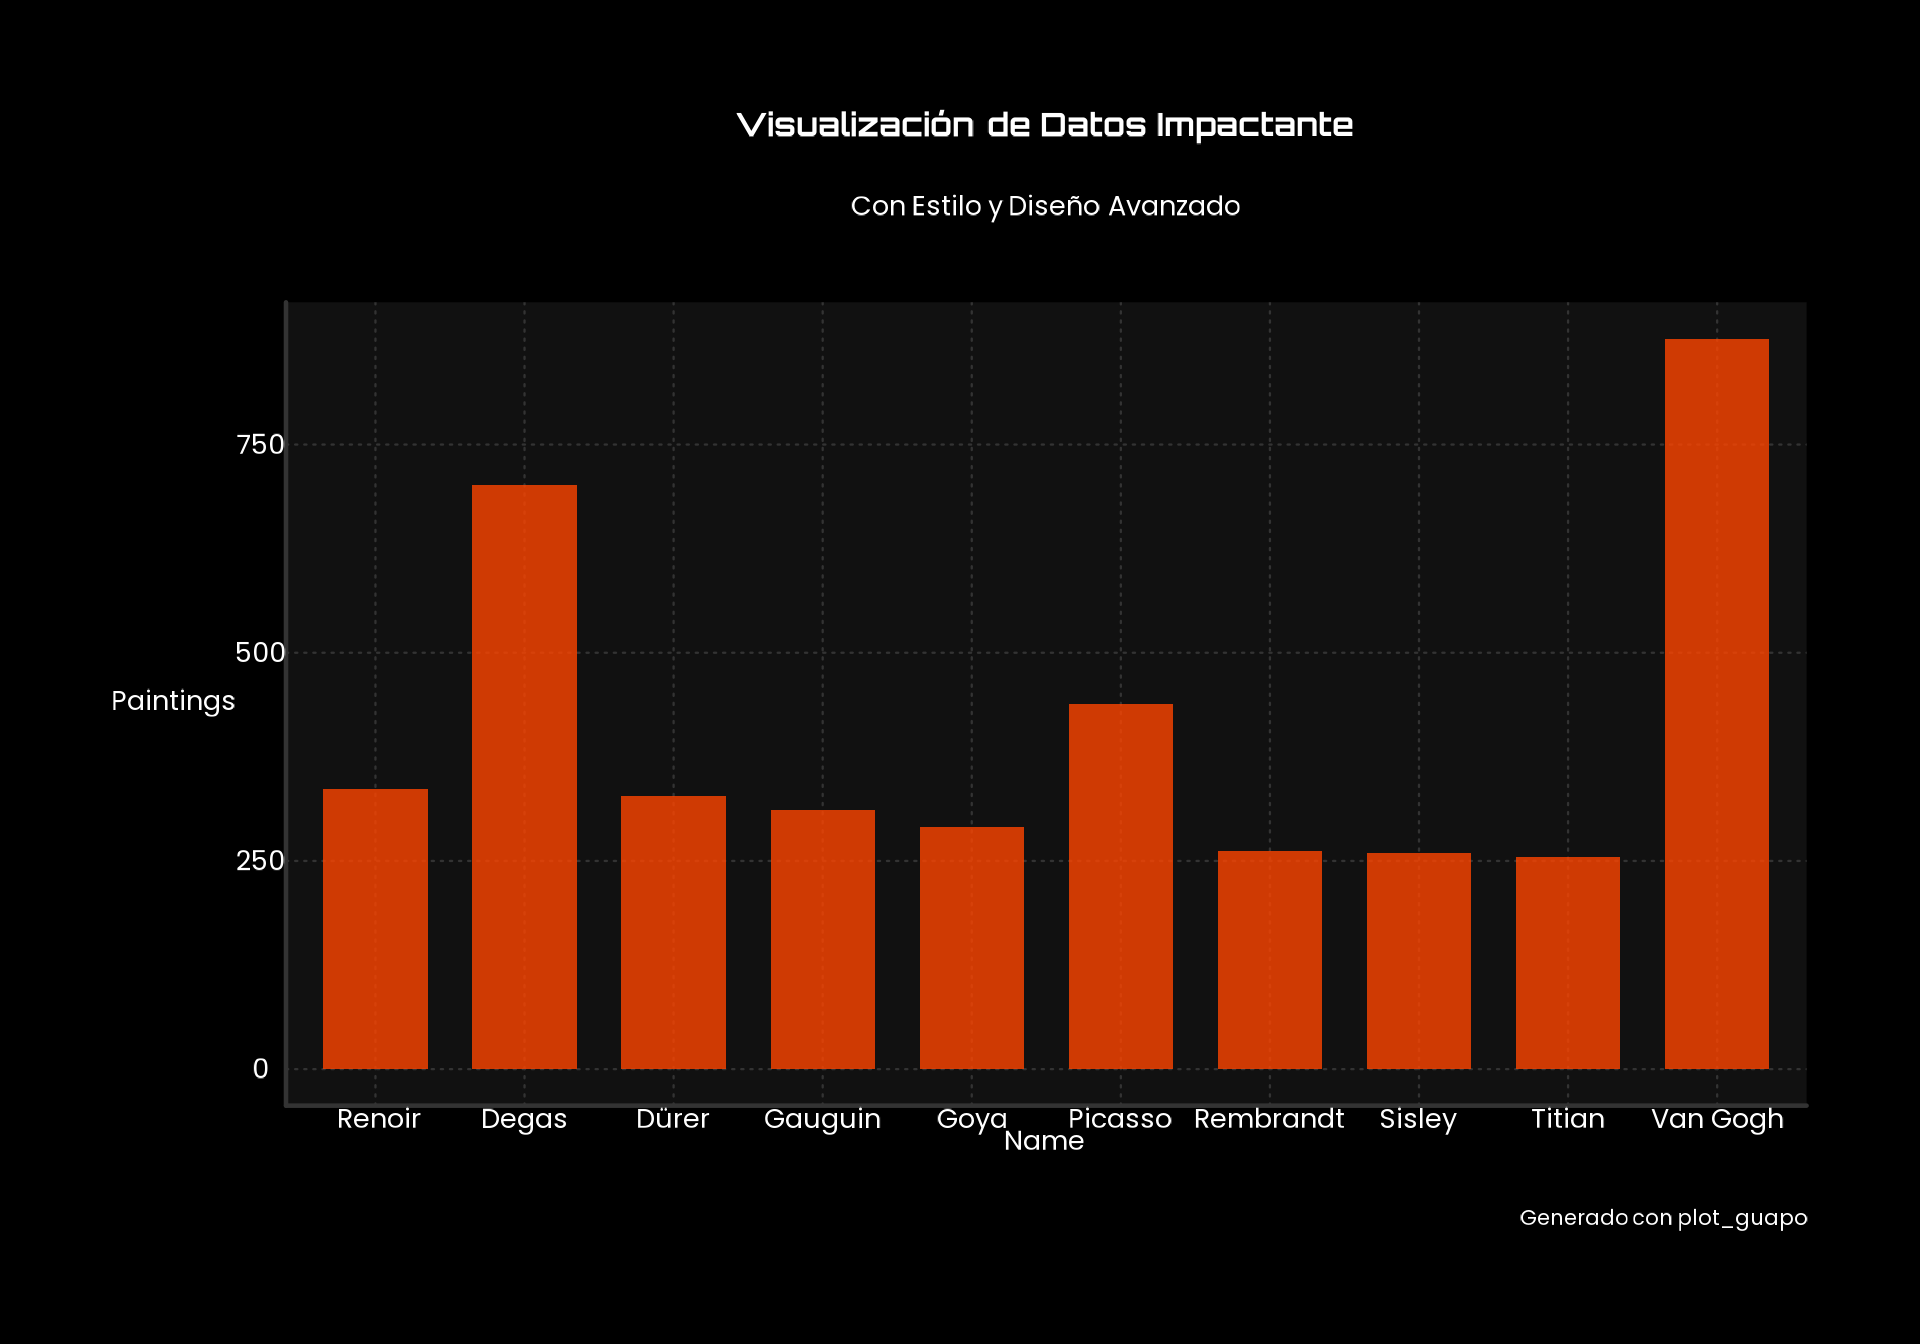 Visualización de Datos Impactante
Con Estilo y Diseño Avanzado
750
500
Paintings
250
0
Renoir Degas Dürer Gauguin Goya Picasso Rembrandt Sisley Titian Van Gogh
Name
Generado con plot_guapo